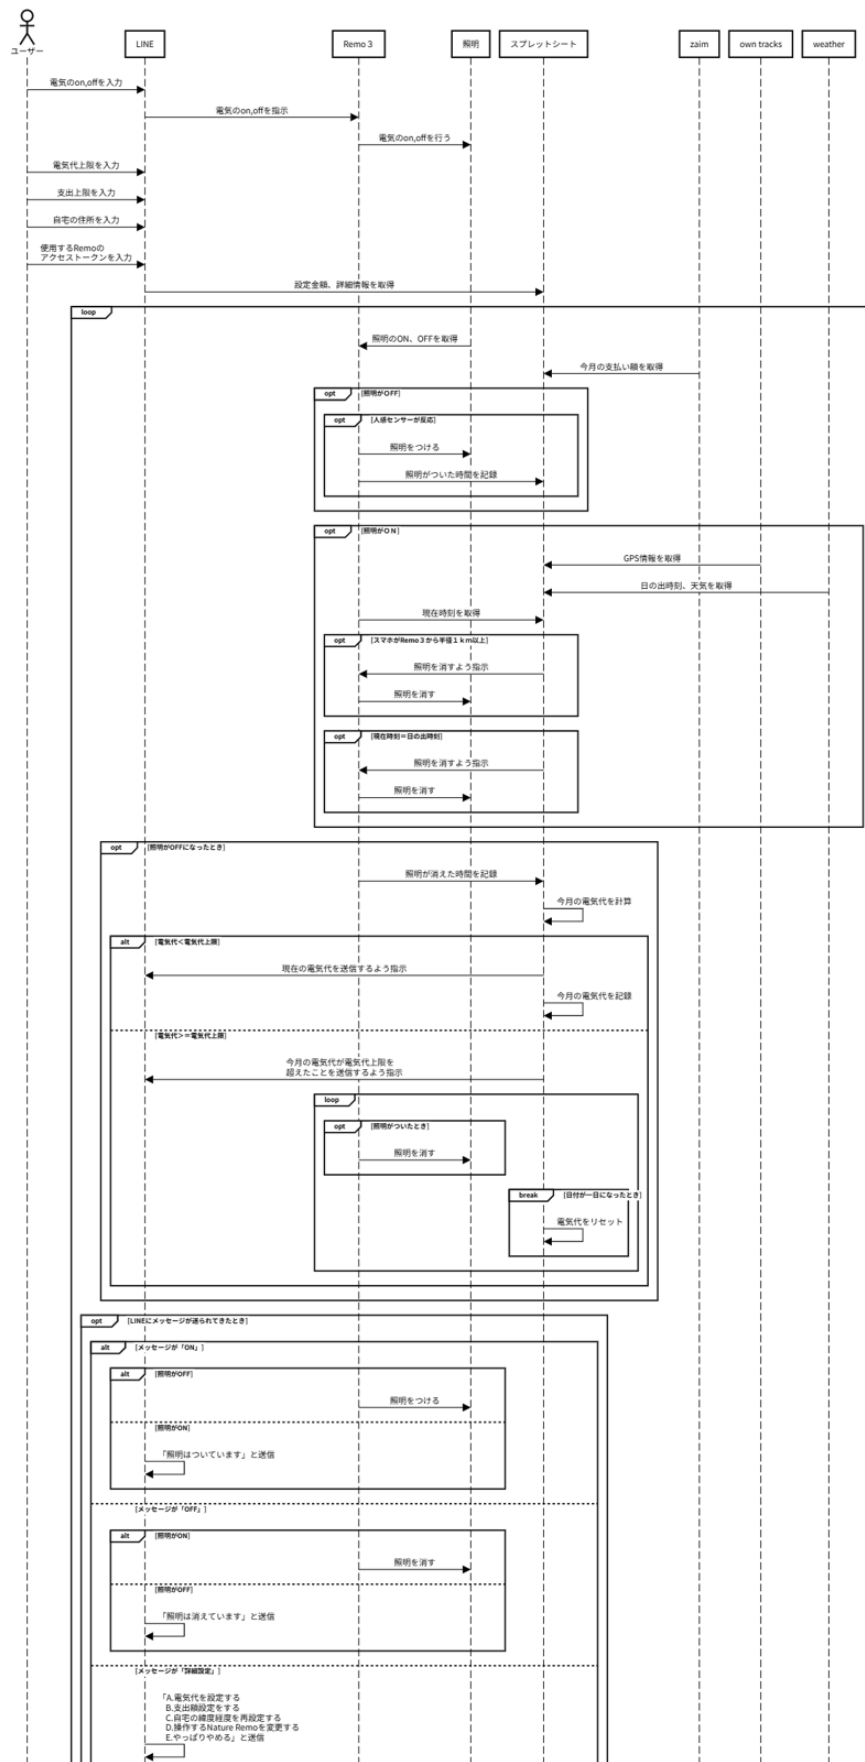 ユーザー
LINE
Remo 3
照明
スプレットシート
zaim
own tracks
weather
電気のon,offを入力
電気のon,offを指示
電気のon,offを行う
電気代上限を入力
支出上限を入力
自宅の住所を入力
使用するRemoの
アクセストークンを入力
設定金額、詳細情報を取得
loop
照明のON、OFFを取得
今月の支払い額を取得
opt [照明がOFF]
opt [人感センサーが反応]
照明をつける
照明がついた時間を記録
opt [照明がＯＮ]
GPS情報を取得
日の出時刻、天気を取得
現在時刻を取得
opt [スマホがRemo３から半径１ｋｍ以上]
照明を消すよう指示
照明を消す
opt [現在時刻＝日の出時刻]
照明を消すよう指示
照明を消す
opt [照明がOFFになったとき]
照明が消えた時間を記録
今月の電気代を計算
alt [電気代＜電気代上限]
現在の電気代を送信するよう指示
今月の電気代を記録
[電気代＞＝電気代上限]
今月の電気代が電気代上限を
超えたことを送信するよう指示
loop
opt [照明がついたとき]
照明を消す
break [日付が一日になったとき]
電気代をリセット
opt [LINEにメッセージが送られてきたとき]
alt [メッセージが「ON」]
alt [照明がOFF]
照明をつける
[照明がON]
「照明はついています」と送信
[メッセージが「OFF」]
alt [照明がON]
照明を消す
[照明がOFF]
「照明は消えています」と送信
[メッセージが「詳細設定」]
「A.電気代を設定する
B.支出額設定をする
C.自宅の緯度経度を再設定する
D.操作するNature Remoを変更する
E.やっぱりやめる」と送信